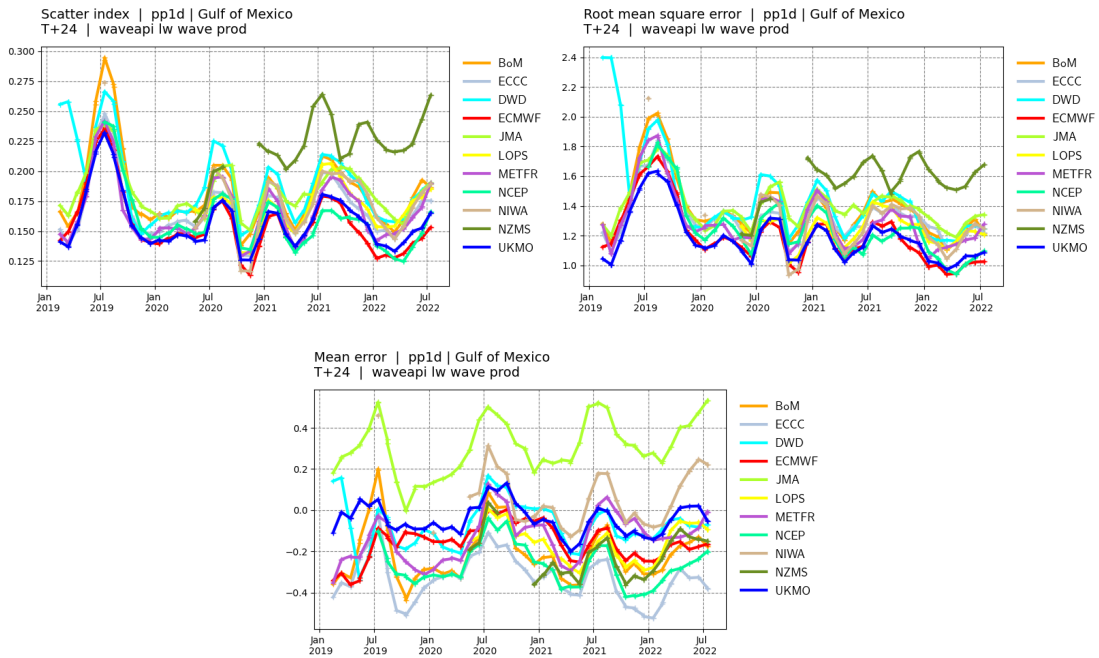 Scatter index | pp1d | Gulf of Mexico
T+24 | waveapi lw wave prod
0.300
0.275
0.250
0.225
0.200
0.175
0.150
0.125
Jan 2019
Jul 2019
Jan 2020
Jul 2020
Jan 2021
Jul 2021
Jan 2022
Jul 2022
BoM
ECCC
DWD
ECMWF
JMA
LOPS
METFR
NCEP
NIWA
NZMS
UKMO
Root mean square error | pp1d | Gulf of Mexico
T+24 | waveapi lw wave prod
2.4
2.2
2.0
1.8
1.6
1.4
1.2
1.0
Jan 2019
Jul 2019
Jan 2020
Jul 2020
Jan 2021
Jul 2021
Jan 2022
Jul 2022
BoM
ECCC
DWD
ECMWF
JMA
LOPS
METFR
NCEP
NIWA
NZMS
UKMO
Mean error | pp1d | Gulf of Mexico
T+24 | waveapi lw wave prod
0.4
0.2
0.0
−0.2
−0.4
Jan 2019
Jul 2019
Jan 2020
Jul 2020
Jan 2021
Jul 2021
Jan 2022
Jul 2022
BoM
ECCC
DWD
ECMWF
JMA
LOPS
METFR
NCEP
NIWA
NZMS
UKMO